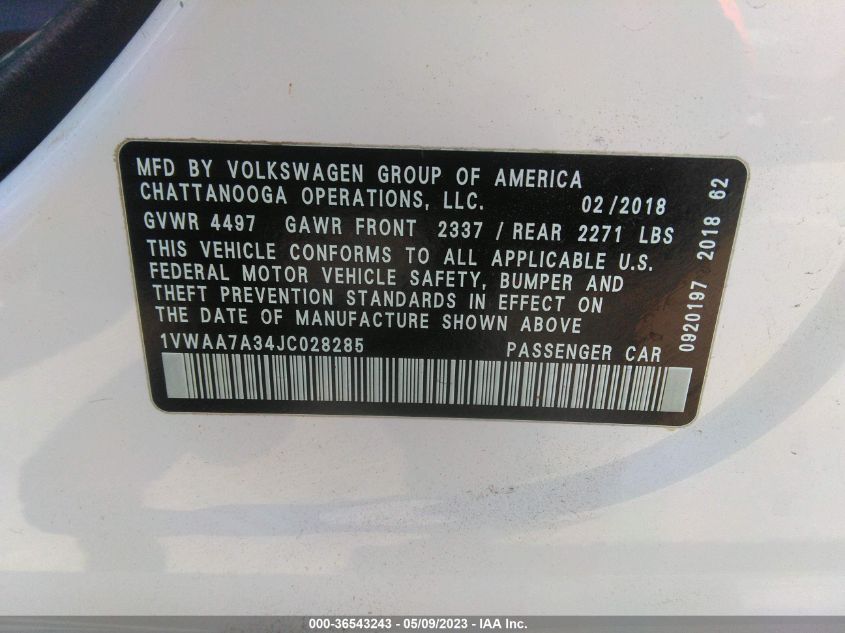 MFD BY VOLKSWAGEN GROUP OF AMERICA
CHATTANOOGA OPERATIONS, LLC. 02/2018
GVWR 4497 GAWR FRONT 2337 / REAR 2271 LBS
THIS VEHICLE CONFORMS TO ALL APPLICABLE U.S.
FEDERAL MOTOR VEHICLE SAFETY, BUMPER AND
THEFT PREVENTION STANDARDS IN EFFECT ON
THE DATE OF MANUFACTURE SHOWN ABOVE
1VWAA7A34JC028285 PASSENGER CAR
0920197 2018 62
000-36543243 - 05/09/2023 - IAA Inc.